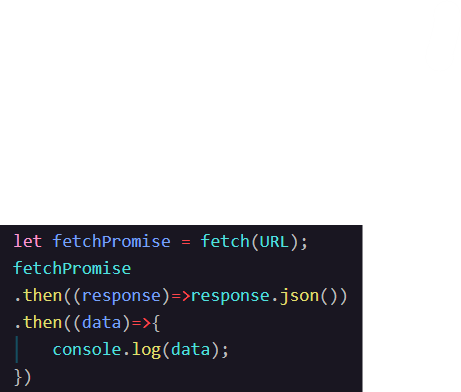 let fetchPromise = fetch(URL);
fetchPromise
.then((response)=>response.json())
.then((data)=>{
    console.log(data);
})